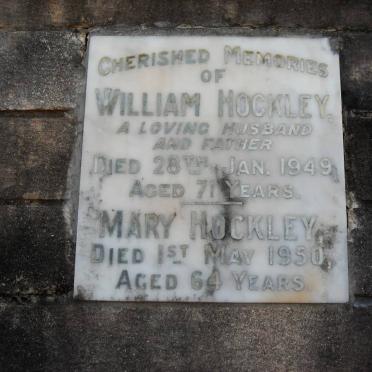 CHERISHED MEMORIES
OF
WILLIAM HOCKLEY,
A LOVING HUSBAND
AND FATHER
DIED 28TH JAN. 1949
AGED 71 YEARS.
MARY HOCKLEY,
DIED 1ST MAY 1950,
AGED 64 YEARS